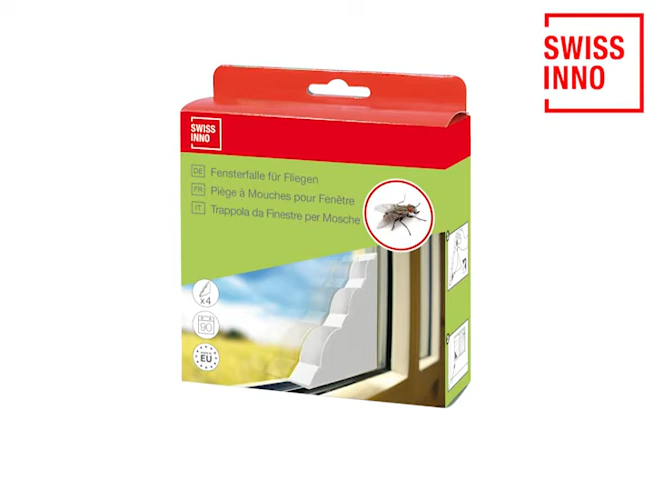 SWISS
INNO
SWISS
INNO
DE Fensterfalle für Fliegen
FR Piège à Mouches pour Fenêtre
IT Trappola da Finestre per Mosche
x4
90
EU